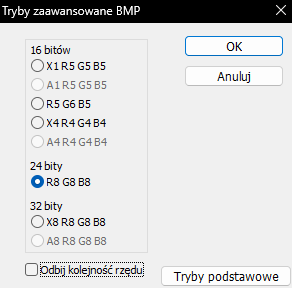 Tryby zaawansowane BMP
16 bitów
X1 R5 G5 B5
A1 R5 G5 B5
R5 G6 B5
X4 R4 G4 B4
A4 R4 G4 B4
24 bity
R8 G8 B8
32 bity
X8 R8 G8 B8
A8 R8 G8 B8
Odbij kolejność rzędu
OK
Anuluj
Tryby podstawowe